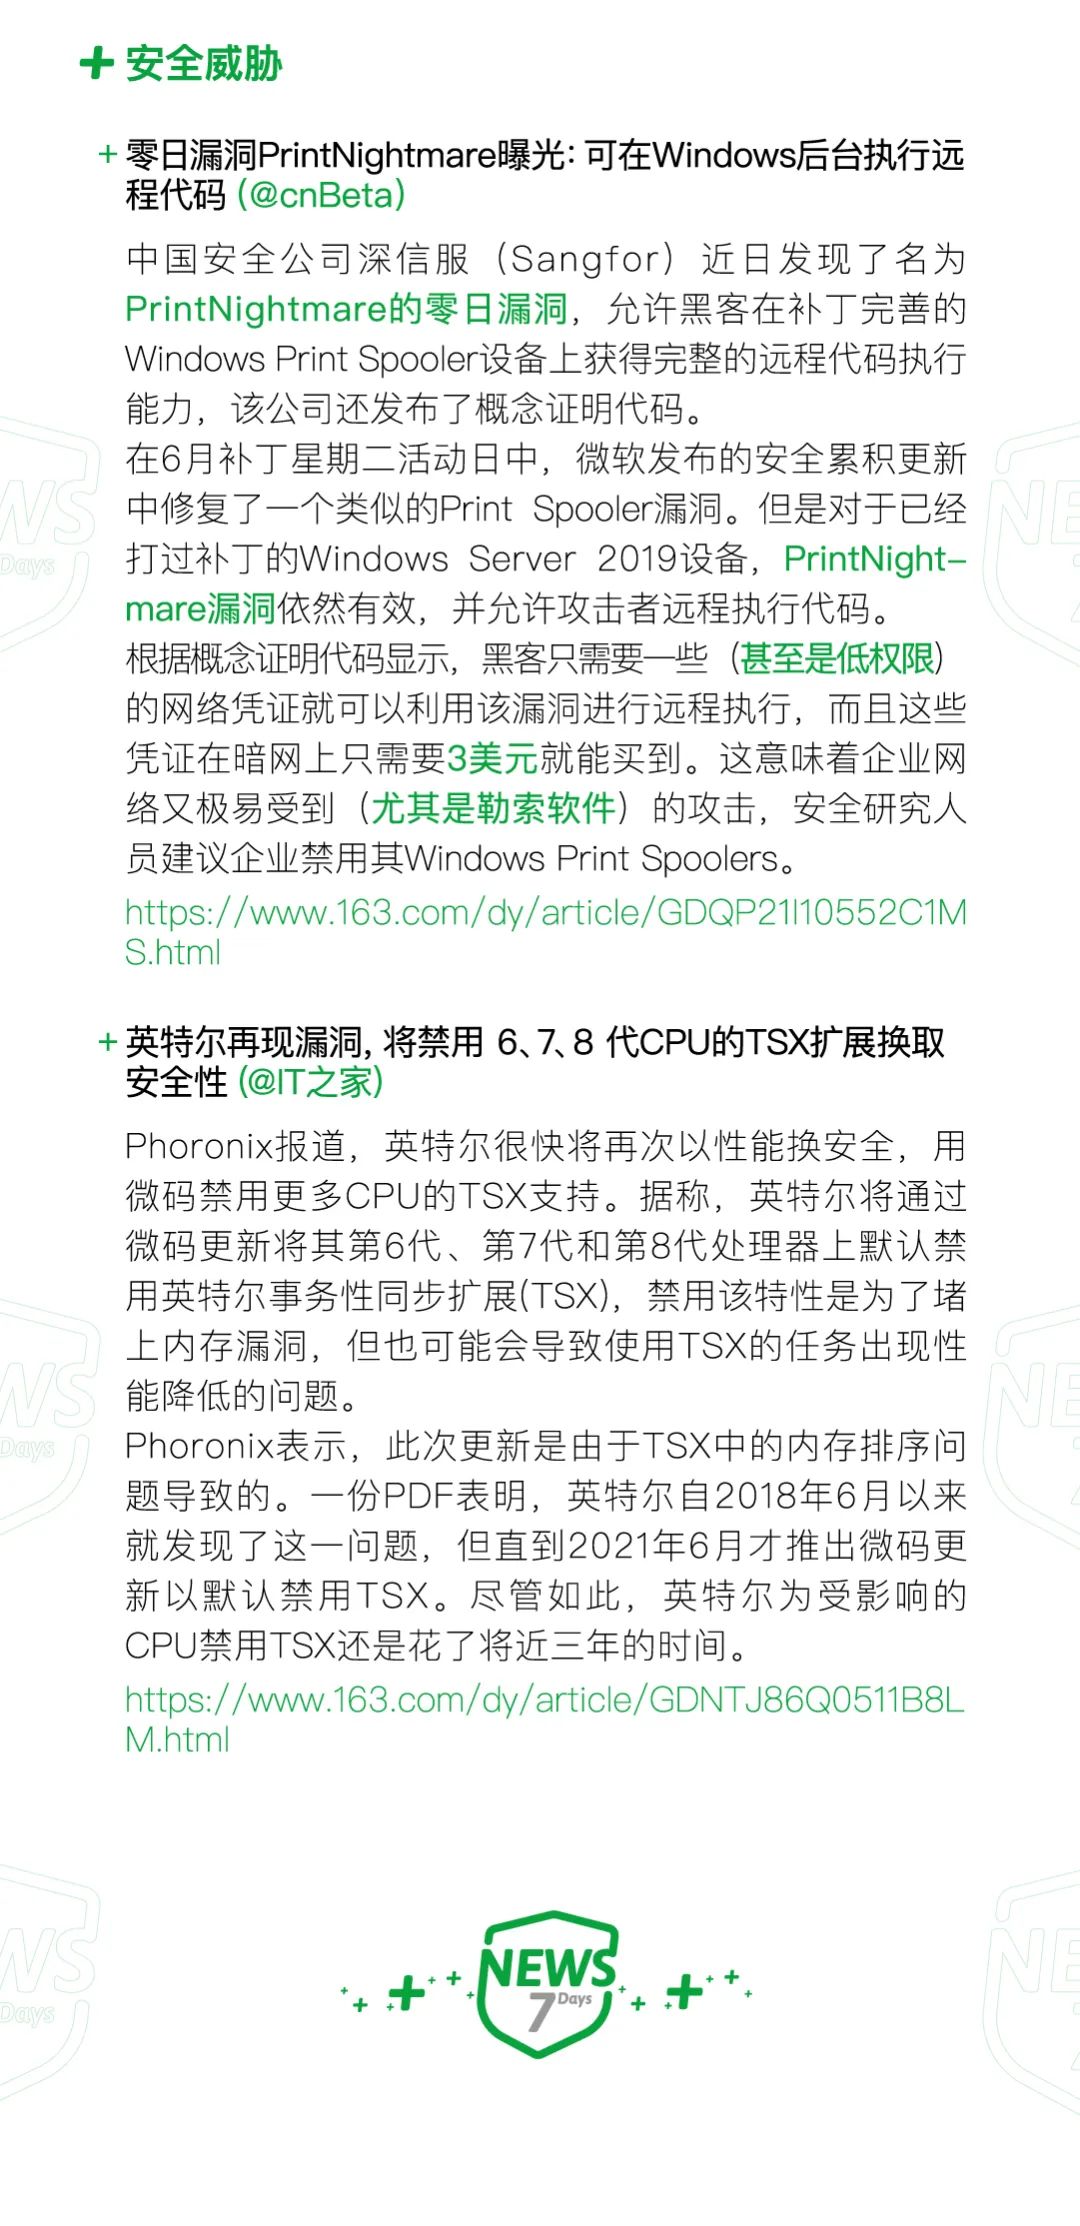 安全威胁
+ 零日漏洞PrintNightmare曝光：可在Windows后台执行远
程代码（@cnBeta）
中国安全公司深信服（Sangfor）近日发现了名为
PrintNightmare的零日漏洞，允许黑客在补丁完善的
Windows Print Spooler设备上获得完整的远程代码执行
能力，该公司还发布了概念证明代码。
在6月补丁星期二活动日中，微软发布的安全累积更新
中修复了一个类似的Print Spooler漏洞。但是对于已经
打过补丁的Windows Server 2019设备，PrintNight-
mare漏洞依然有效，并允许攻击者远程执行代码。
根据概念证明代码显示，黑客只需要一些（甚至是低权限）
的网络凭证就可以利用该漏洞进行远程执行，而且这些
凭证在暗网上只需要3美元就能买到。这意味着企业网
络又极易受到（尤其是勒索软件）的攻击，安全研究人
员建议企业禁用其Windows Print Spoolers。
https://www.163.com/dy/article/GDQP21I10552C1M
S.html
+ 英特尔再现漏洞，将禁用 6、7、8 代CPU的TSX扩展换取
安全性（@IT之家）
Phoronix报道，英特尔很快将再次以性能换安全，用
微码禁用更多CPU的TSX支持。据称，英特尔将通过
微码更新将其第6代、第7代和第8代处理器上默认禁
用英特尔事务性同步扩展(TSX)，禁用该特性是为了堵
上内存漏洞，但也可能会导致使用TSX的任务出现性
能降低的问题。
Phoronix表示，此次更新是由于TSX中的内存排序问
题导致的。一份PDF表明，英特尔自2018年6月以来
就发现了这一问题，但直到2021年6月才推出微码更
新以默认禁用TSX。尽管如此，英特尔为受影响的
CPU禁用TSX还是花了将近三年的时间。
https://www.163.com/dy/article/GDNTJ86Q0511B8L
M.html
NEWS
7 Days